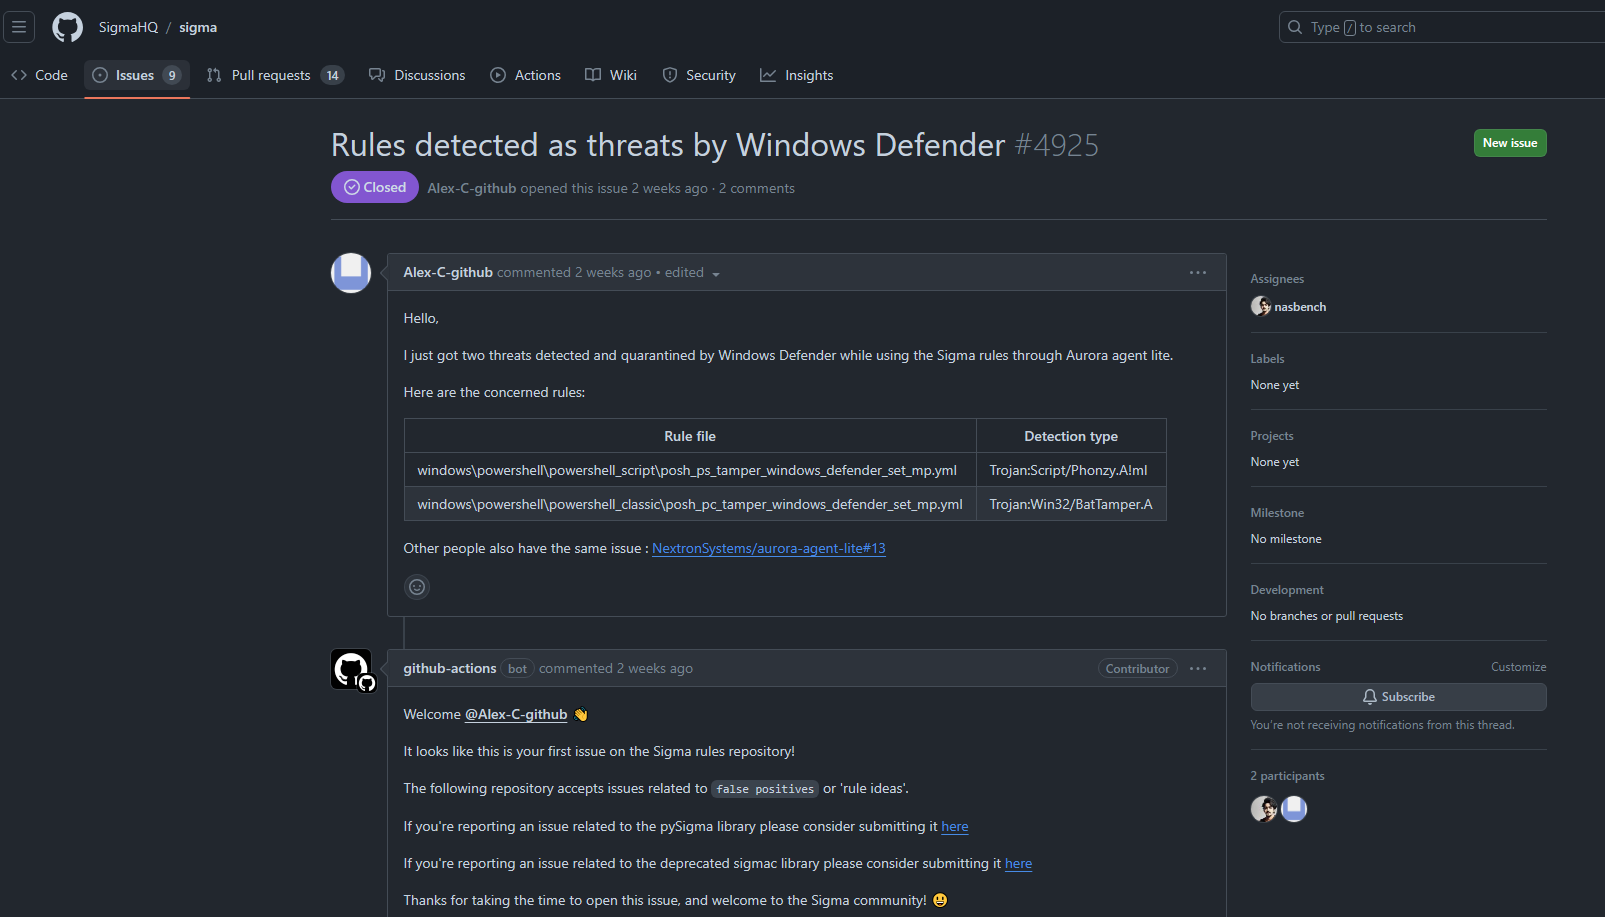 SigmaHQ / sigma
Type / to search
Code
Issues 9
Pull requests 14
Discussions
Actions
Wiki
Security
Insights
Rules detected as threats by Windows Defender #4925
New issue
Closed
Alex-C-github opened this issue 2 weeks ago · 2 comments
Alex-C-github commented 2 weeks ago • edited
Hello,
I just got two threats detected and quarantined by Windows Defender while using the Sigma rules through Aurora agent lite.
Here are the concerned rules:
Rule file Detection type
windows\powershell\powershell_script\posh_ps_tamper_windows_defender_set_mp.yml Trojan:Script/Phonzy.A!ml
windows\powershell\powershell_classic\posh_pc_tamper_windows_defender_set_mp.yml Trojan:Win32/BatTamper.A
Other people also have the same issue : NextronSystems/aurora-agent-lite#13
github-actions bot commented 2 weeks ago
Contributor
Welcome @Alex-C-github 👋
It looks like this is your first issue on the Sigma rules repository!
The following repository accepts issues related to false positives or 'rule ideas'.
If you're reporting an issue related to the pySigma library please consider submitting it here
If you're reporting an issue related to the deprecated sigmac library please consider submitting it here
Thanks for taking the time to open this issue, and welcome to the Sigma community! 😃
Assignees
nasbench
Labels
None yet
Projects
None yet
Milestone
No milestone
Development
No branches or pull requests
Notifications
Customize
Subscribe
You're not receiving notifications from this thread.
2 participants